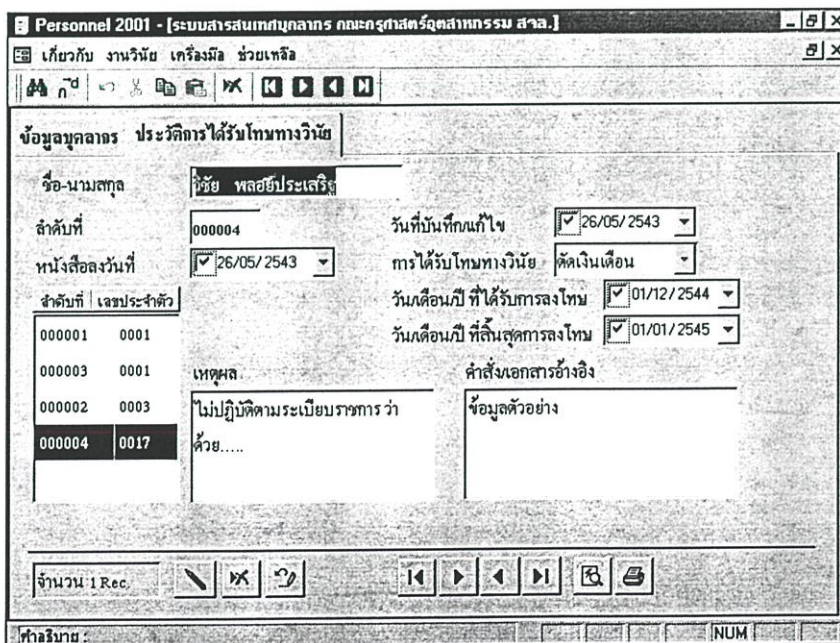 Personnel 2001 - [ระบบสารสนเทศบุคลากร คณะครุศาสตร์อุตสาหกรรม สจล.]
เกี่ยวกับ งานวินัย เครื่องมือ ช่วยเหลือ
ข้อมูลบุคลากร ประวัติการได้รับโทษทางวินัย
ชื่อ-นามสกุล วิชัย พลอยประเสริฐ
ลำดับที่ 000004 วันที่บันทึก/แก้ไข 26/05/2543
หนังสือลงวันที่ 26/05/2543 การได้รับโทษทางวินัย ตัดเงินเดือน
ลำดับที่ เลขประจำตัว วัน/เดือน/ปี ที่ได้รับการลงโทษ 01/12/2544
000001 0001 วัน/เดือน/ปี ที่สิ้นสุดการลงโทษ 01/01/2545
000003 0001 เหตุผล คำสั่ง/เอกสารอ้างอิง
000002 0003 ไม่ปฏิบัติตามระเบียบราชการ ว่า ข้อมูลตัวอย่าง
000004 0017 ด้วย.....
จำนวน 1 Rec.
คำอธิบาย : NUM